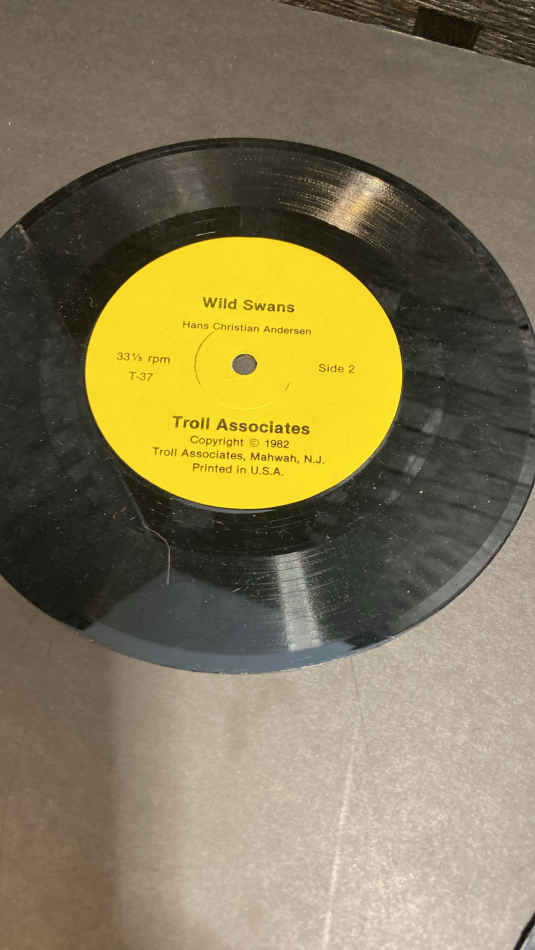 Wild Swans
Hans Christian Andersen
33⅓ rpm
T-37
Side 2
Troll Associates
Copyright © 1982
Troll Associates, Mahwah, N.J.
Printed in U.S.A.